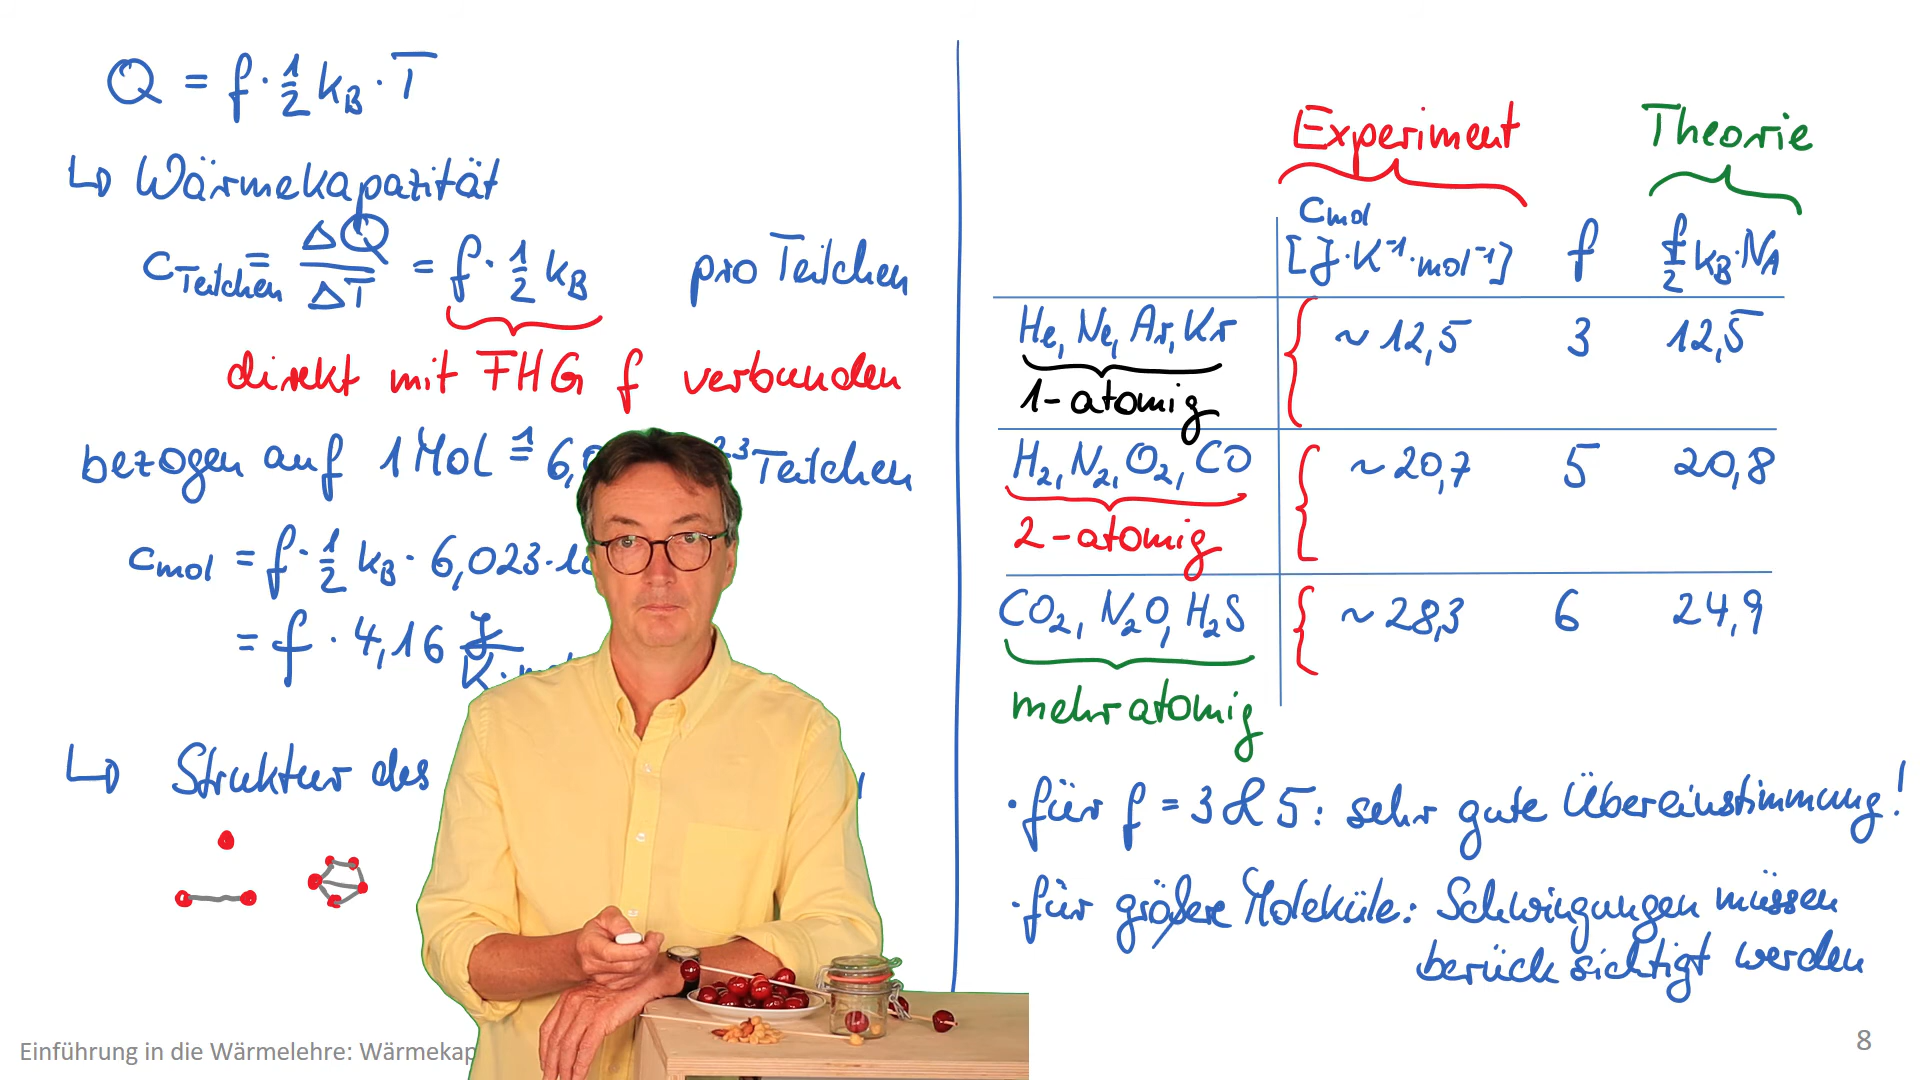 Q = f · 1/2 k_B · T
↳ Wärmekapazität
c_Teilchen = ΔQ/ΔT = f · 1/2 k_B pro Teilchen
direkt mit FHG f verbunden
bezogen auf 1 Mol ≙ 6, 23 Teilchen
c_mol = f · 1/2 k_B · 6,023 · 10
= f · 4,16 J/K·
↳ Struktur des
Experiment Theorie
c_mol [J·K⁻¹·mol⁻¹] f f/2 k_B·N_A
He, Ne, Ar, Kr ~ 12,5 3 12,5
1-atomig
H₂, N₂, O₂, CO ~ 20,7 5 20,8
2-atomig
CO₂, N₂O, H₂S ~ 28,3 6 24,9
mehratomig
· für f = 3 & 5: sehr gute Übereinstimmung!
· für größere Moleküle: Schwingungen müssen
berücksichtigt werden
Einführung in die Wärmelehre: Wärmekap
8